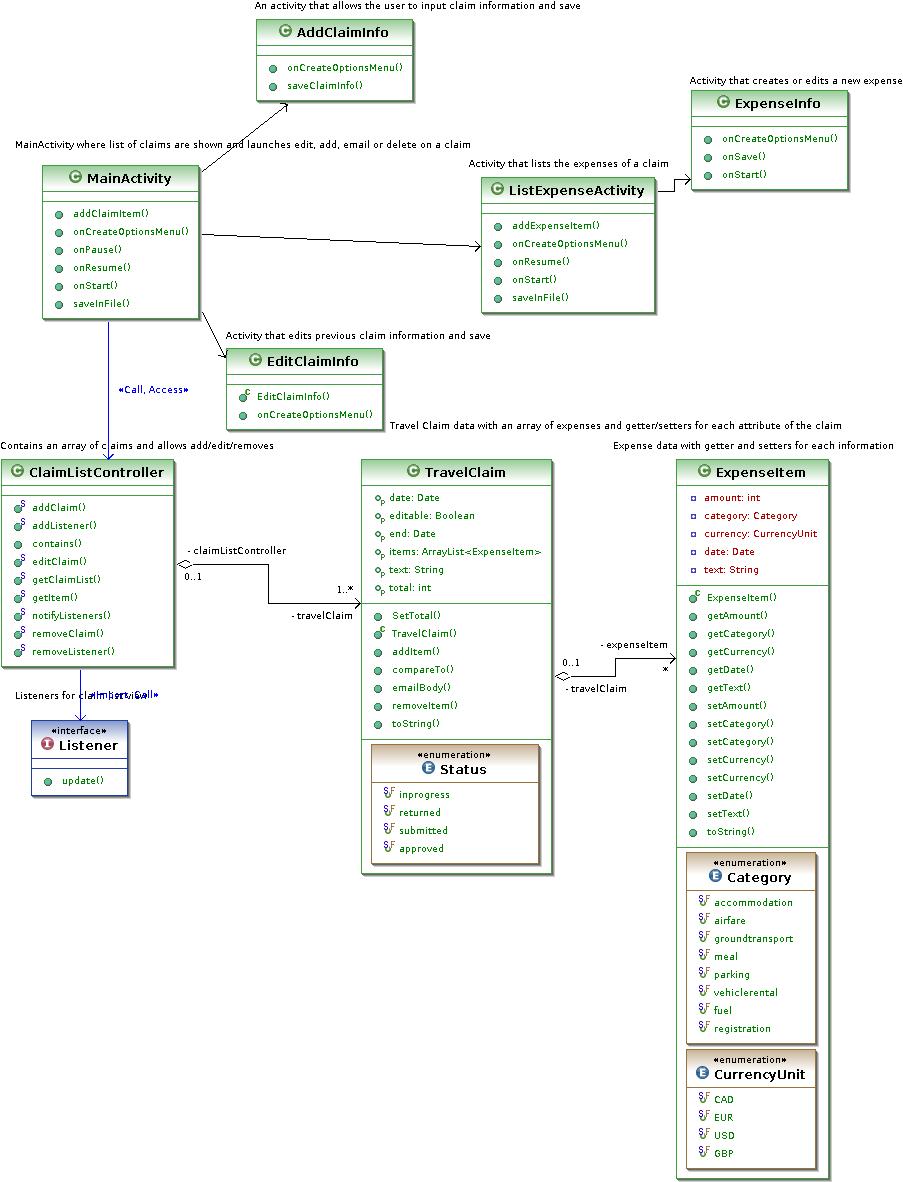 An activity that allows the user to input claim information and save
AddClaimInfo
onCreateOptionsMenu()
saveClaimInfo()
Activity that creates or edits a new expense
ExpenseInfo
onCreateOptionsMenu()
onSave()
onStart()
MainActivity where list of claims are shown and launches edit, add, email or delete on a claim
MainActivity
addClaimItem()
onCreateOptionsMenu()
onPause()
onResume()
onStart()
saveInFile()
Activity that lists the expenses of a claim
ListExpenseActivity
addExpenseItem()
onCreateOptionsMenu()
onResume()
onStart()
saveInFile()
Activity that edits previous claim information and save
EditClaimInfo
EditClaimInfo()
onCreateOptionsMenu()
«Call, Access»
Contains an array of claims and allows add/edit/removes
ClaimListController
addClaim()
addListener()
contains()
editClaim()
getClaimList()
getItem()
notifyListeners()
removeClaim()
removeListener()
- claimListController
0..1
1..*
- travelClaim
Travel Claim data with an array of expenses and getter/setters for each attribute of the claim
TravelClaim
date: Date
editable: Boolean
end: Date
items: ArrayList<ExpenseItem>
text: String
total: int
SetTotal()
TravelClaim()
addItem()
compareTo()
emailBody()
removeItem()
toString()
«enumeration»
Status
inprogress
returned
submitted
approved
- expenseItem
0..1
*
- travelClaim
Expense data with getter and setters for each information
ExpenseItem
amount: int
category: Category
currency: CurrencyUnit
date: Date
text: String
ExpenseItem()
getAmount()
getCategory()
getCurrency()
getDate()
getText()
setAmount()
setCategory()
setCategory()
setCurrency()
setCurrency()
setDate()
setText()
toString()
«enumeration»
Category
accommodation
airfare
groundtransport
meal
parking
vehiclerental
fuel
registration
«enumeration»
CurrencyUnit
CAD
EUR
USD
GBP
Listeners for claim list view
«Import, Call»
«interface»
Listener
update()